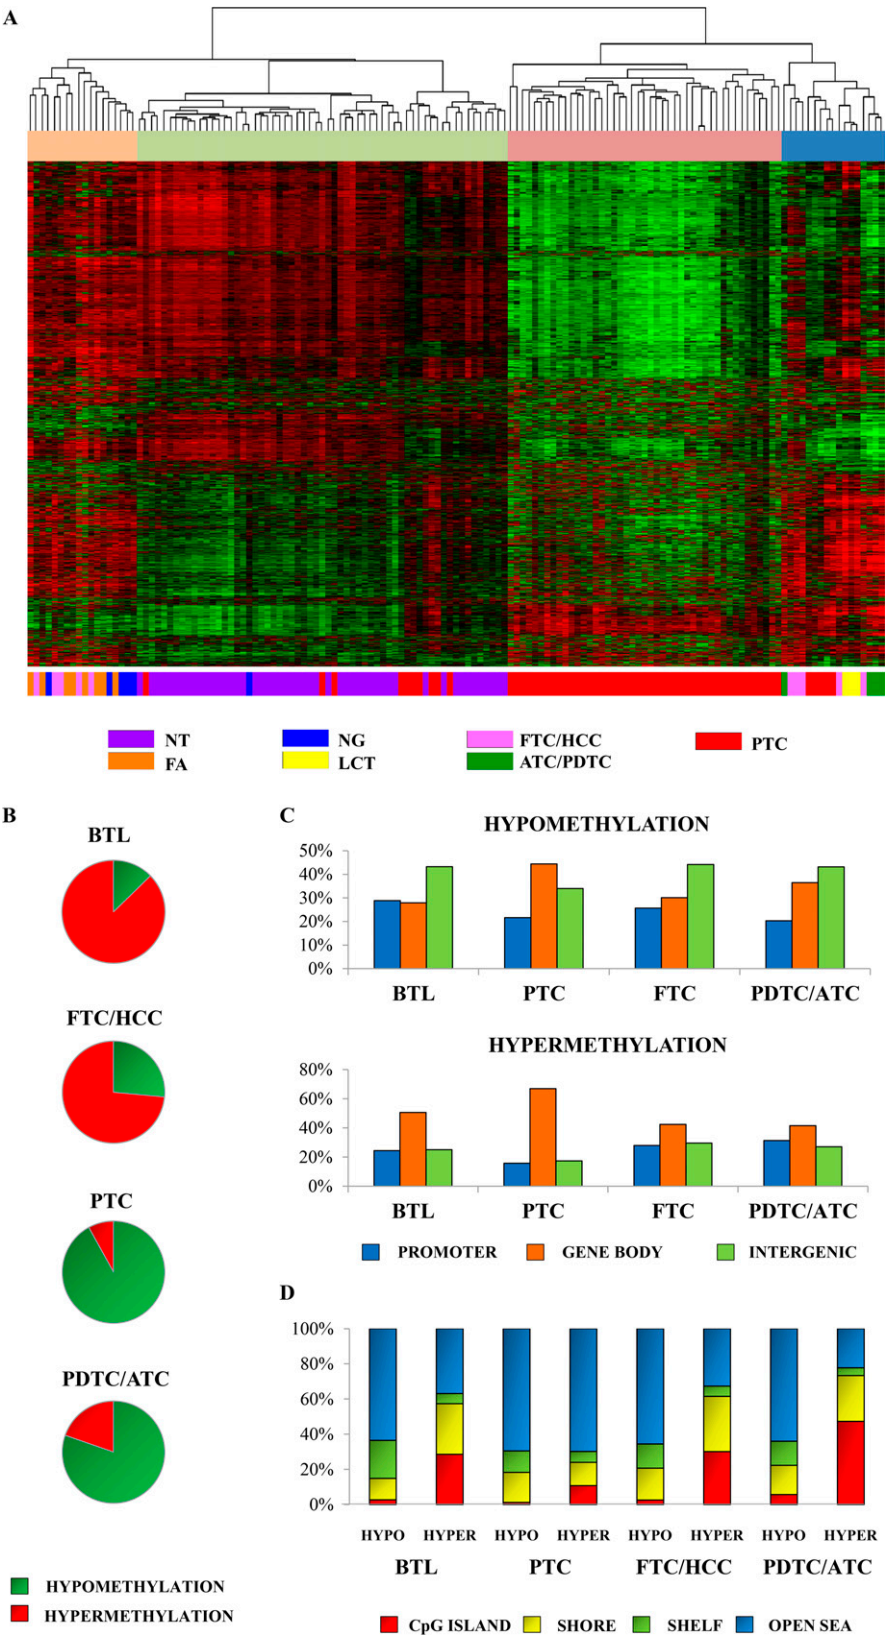 A
NT NG FTC/HCC PTC
FA LCT ATC/PDTC
B
BTL
FTC/HCC
PTC
PDTC/ATC
HYPOMETHYLATION
HYPERMETHYLATION
C
HYPOMETHYLATION
50%
40%
30%
20%
10%
0%
BTL PTC FTC PDTC/ATC
HYPERMETHYLATION
80%
60%
40%
20%
0%
BTL PTC FTC PDTC/ATC
PROMOTER GENE BODY INTERGENIC
D
100%
80%
60%
40%
20%
0%
HYPO HYPER HYPO HYPER HYPO HYPER HYPO HYPER
BTL PTC FTC/HCC PDTC/ATC
CpG ISLAND SHORE SHELF OPEN SEA